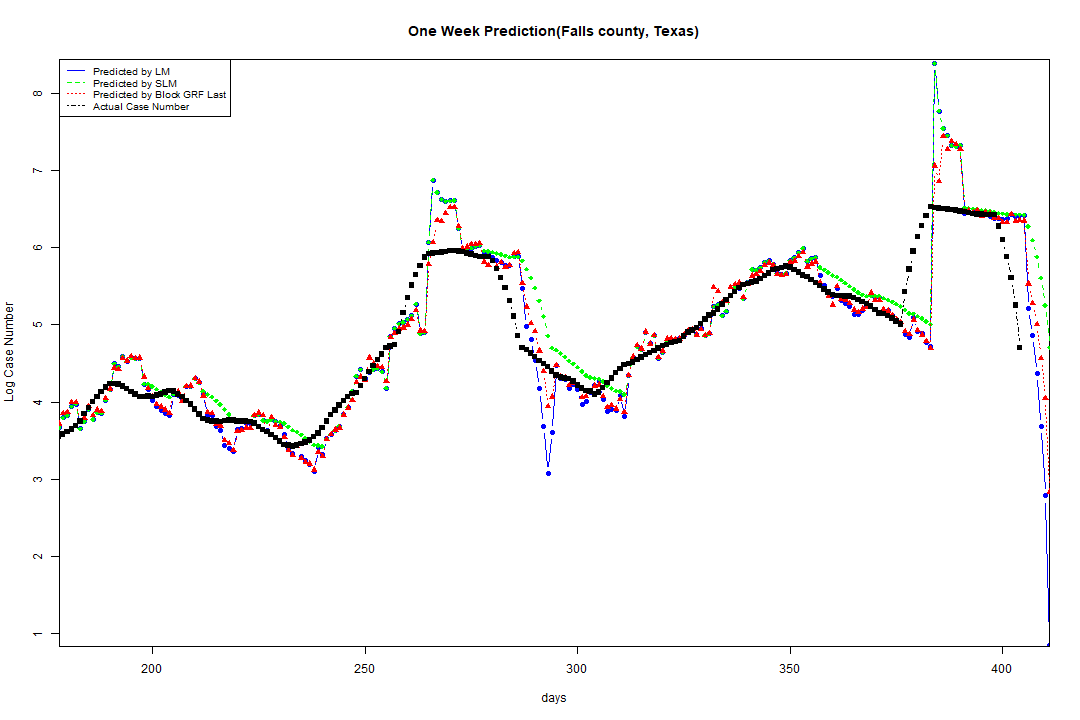 One Week Prediction(Falls county, Texas)
Predicted by LM
Predicted by SLM
Predicted by Block GRF Last
Actual Case Number
Log Case Number
8
7
6
5
4
3
2
1
200
250
300
350
400
days